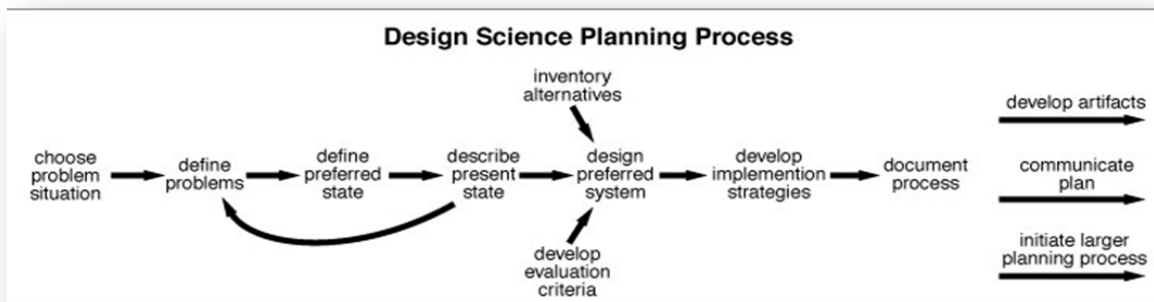 Design Science Planning Process
inventory
alternatives
choose
problem
situation
define
problems
define
preferred
state
describe
present
state
design
preferred
system
develop
implemention
strategies
document
process
develop
evaluation
criteria
develop artifacts
communicate
plan
initiate larger
planning process